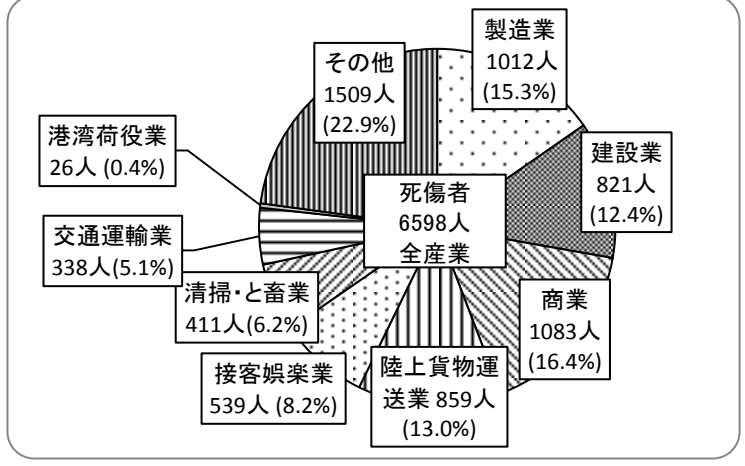 製造業
1012人
(15.3%)
建設業
821人
(12.4%)
商業
1083人
(16.4%)
陸上貨物運
送業 859人
(13.0%)
接客娯楽業
539人 (8.2%)
清掃・と畜業
411人(6.2%)
交通運輸業
338人(5.1%)
港湾荷役業
26人 (0.4%)
その他
1509人
(22.9%)
死傷者
6598人
全産業